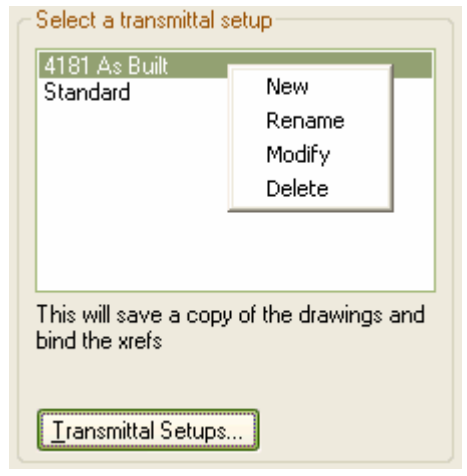 Select a transmittal setup
4181 As Built
Standard
New
Rename
Modify
Delete
This will save a copy of the drawings and
bind the xrefs
Transmittal Setups...